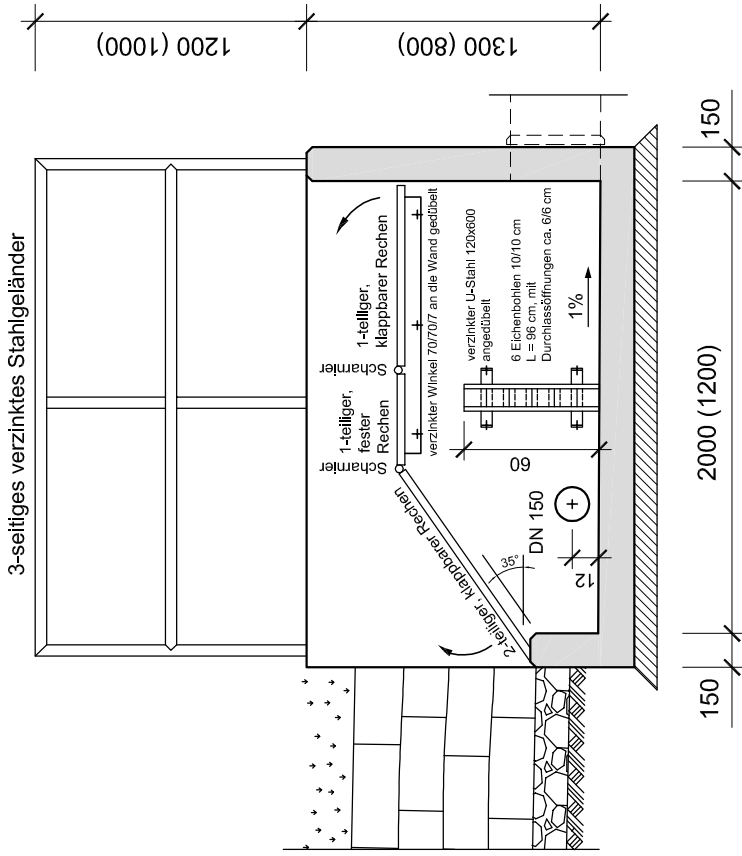 3-seitiges verzinktes Stahlgeländer
1200 (1000)
1300 (800)
1-teiliger,
fester
Rechen
1-teiliger,
klappbarer Rechen
Scharnier
Scharnier
verzinkter Winkel 70/70/7 an die Wand gedübelt
2-teiliger, klappbarer Rechen
35°
verzinkter U-Stahl 120x600
angedübelt
6 Eichenbohlen 10/10 cm
L = 96 cm, mit
Durchlassöffnungen ca. 6/6 cm
60
DN 150
12
1%
150
2000 (1200)
150